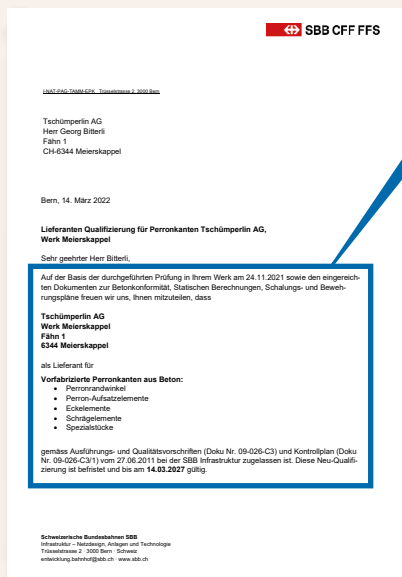 SBB CFF FFS
I-NAT-PAG-TAMM-EPK, Trüsselstrasse 2, 3000 Bern
Tschümperlin AG
Herr Georg Bitterli
Fähn 1
CH-6344 Meierskappel
Bern, 14. März 2022
Lieferanten Qualifizierung für Perronkanten Tschümperlin AG,
Werk Meierskappel
Sehr geehrter Herr Bitterli,
Auf der Basis der durchgeführten Prüfung in Ihrem Werk am 24.11.2021 sowie den eingereich-
ten Dokumenten zur Betonkonformität, Statischen Berechnungen, Schalungs- und Beweh-
rungspläne freuen wir uns, Ihnen mitzuteilen, dass
Tschümperlin AG
Werk Meierskappel
Fähn 1
6344 Meierskappel
als Lieferant für
Vorfabrizierte Perronkanten aus Beton:
• Perronrandwinkel
• Perron-Aufsatzelemente
• Eckelemente
• Schrägelemente
• Spezialstücke
gemäss Ausführungs- und Qualitätsvorschriften (Doku Nr. 09-026-C3) und Kontrollplan (Doku
Nr. 09-026-C3/1) vom 27.06.2011 bei der SBB Infrastruktur zugelassen ist. Diese Neu-Qualifi-
zierung ist befristet und bis am 14.03.2027 gültig.
Schweizerische Bundesbahnen SBB
Infrastruktur – Netzdesign, Anlagen und Technologie
Trüsselstrasse 2 · 3000 Bern · Schweiz
entwicklung.bahnhof@sbb.ch · www.sbb.ch